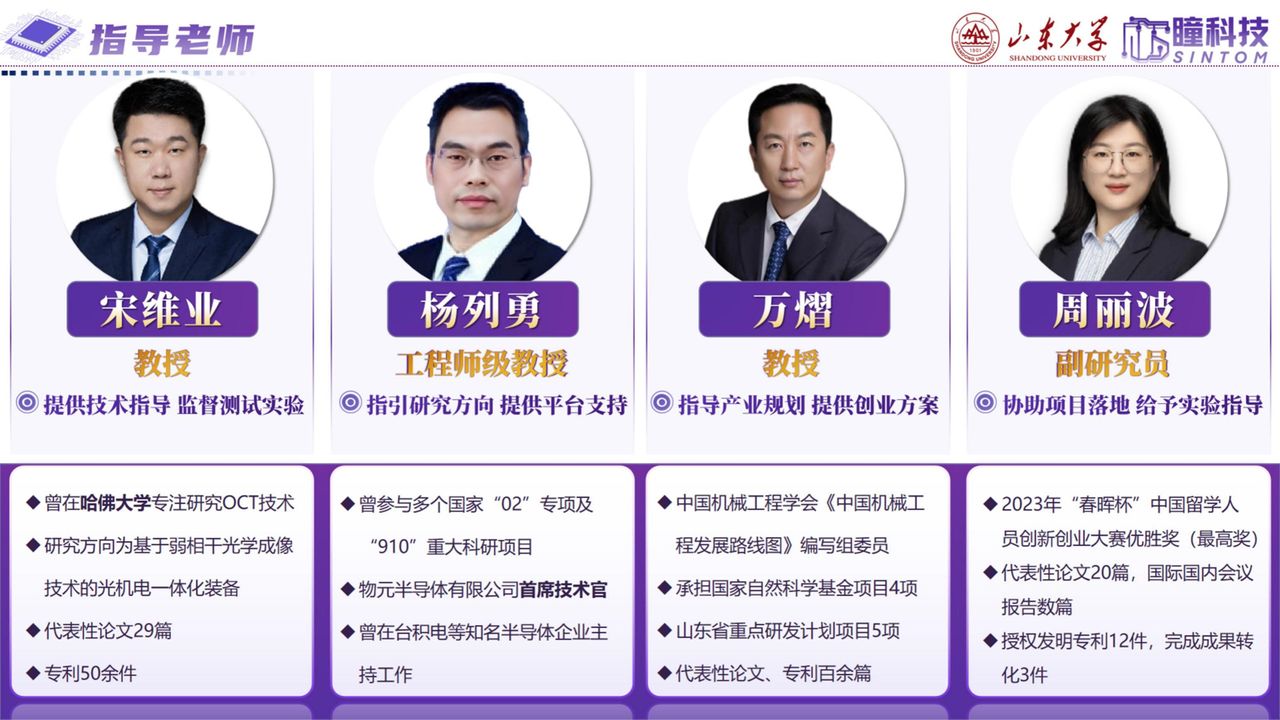 指导老师
山东大学
SHANDONG UNIVERSITY
1901
瞳科技
SINTOM
宋维业
教授
提供技术指导 监督测试实验
杨列勇
工程师级教授
指引研究方向 提供平台支持
万熠
教授
指导产业规划 提供创业方案
周丽波
副研究员
协助项目落地 给予实验指导
◆曾在哈佛大学专注研究OCT技术
◆研究方向为基于弱相干光学成像
技术的光机电一体化装备
◆代表性论文29篇
◆专利50余件
◆曾参与多个国家“02”专项及
“910”重大科研项目
◆物元半导体有限公司首席技术官
◆曾在台积电等知名半导体企业主
持工作
◆中国机械工程学会《中国机械工
程发展路线图》编写组委员
◆承担国家自然科学基金项目4项
◆山东省重点研发计划项目5项
◆代表性论文、专利百余篇
◆2023年“春晖杯”中国留学人
员创新创业大赛优胜奖（最高奖）
◆代表性论文20篇，国际国内会议
报告数篇
◆授权发明专利12件，完成成果转
化3件